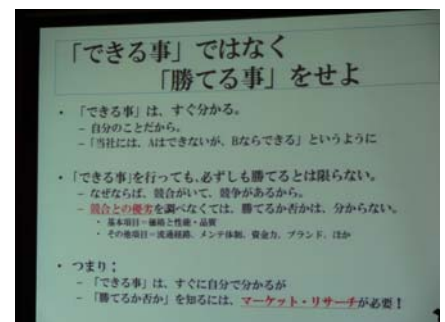 「できる事」ではなく
「勝てる事」をせよ
・ 「できる事」は、すぐ分かる。
– 自分のことだから。
–「当社には、Aはできないが、Bならできる」というように
・「できる事」を行っても、必ずしも勝てるとは限らない。
– なぜならば、競合がいて、競争があるから。
– 競合との優劣を調べなくては、勝てるか否かは、分からない。
・ 基本項目=価格と性能・品質
・ その他項目=流通経路、メンテ体制、資金力、ブランド、ほか
・ つまり；
– 「できる事」は、すぐに自分で分かるが
– 「勝てるか否か」を知るには、マーケット・リサーチが必要！